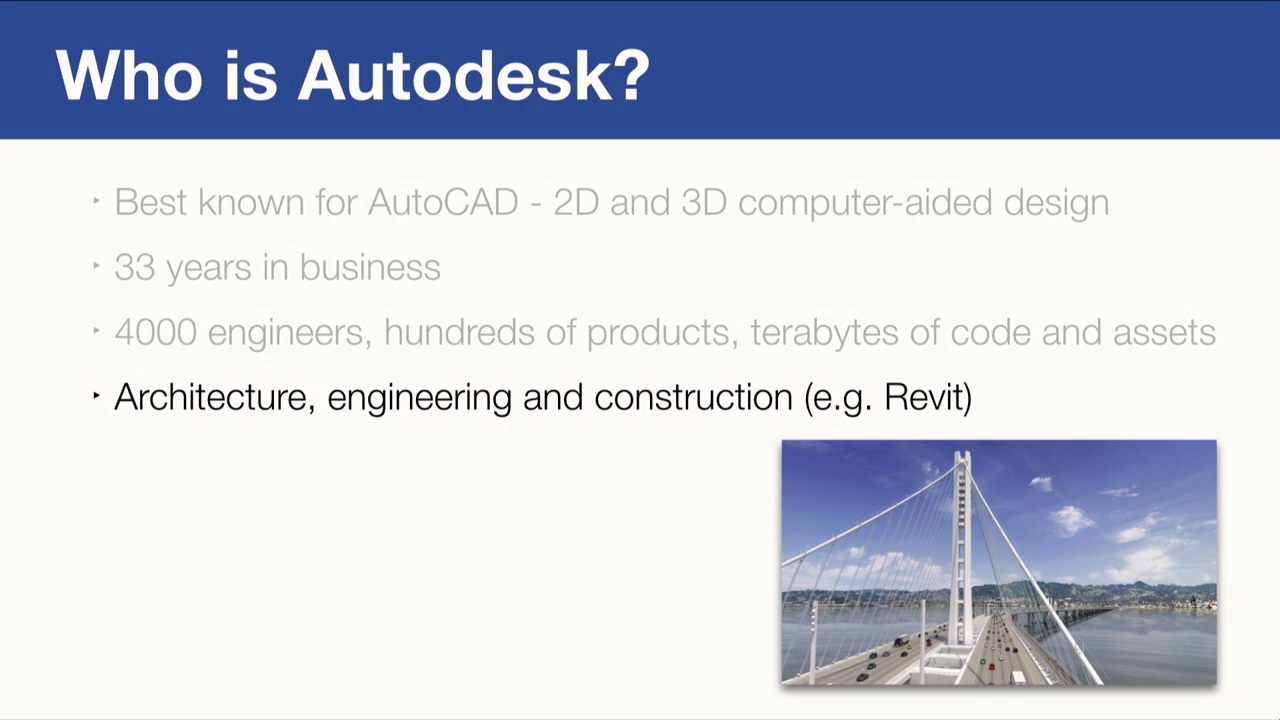 Who is Autodesk?
‣ Best known for AutoCAD - 2D and 3D computer-aided design
‣ 33 years in business
‣ 4000 engineers, hundreds of products, terabytes of code and assets
‣ Architecture, engineering and construction (e.g. Revit)